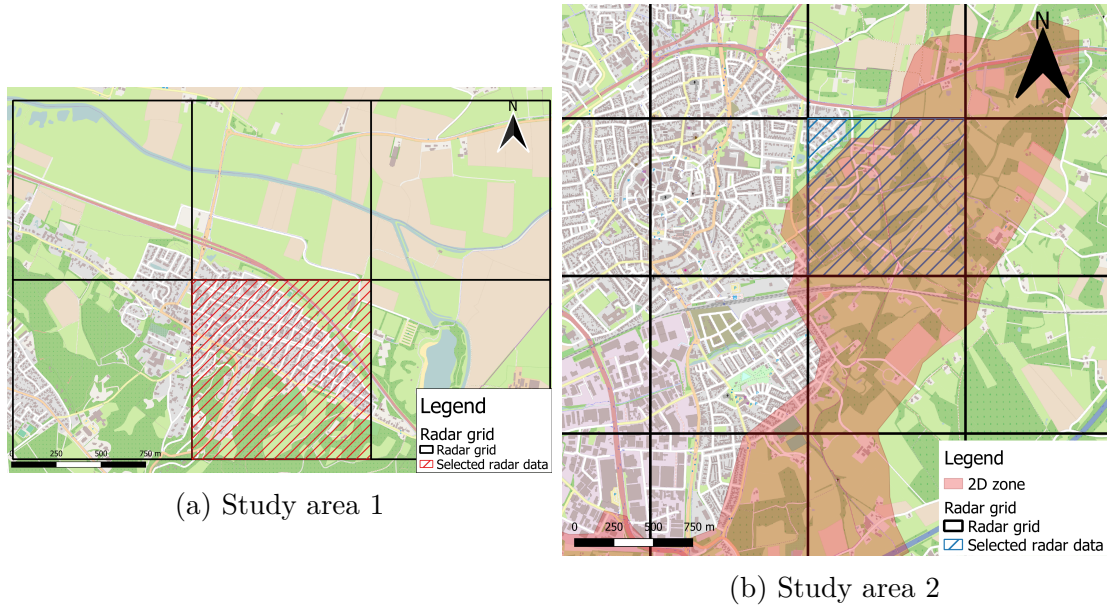 N
Legend
Radar grid
Radar grid
Selected radar data
0 250 500 750 m
(a) Study area 1
N
Legend
2D zone
Radar grid
Radar grid
Selected radar data
0 250 500 750 m
(b) Study area 2